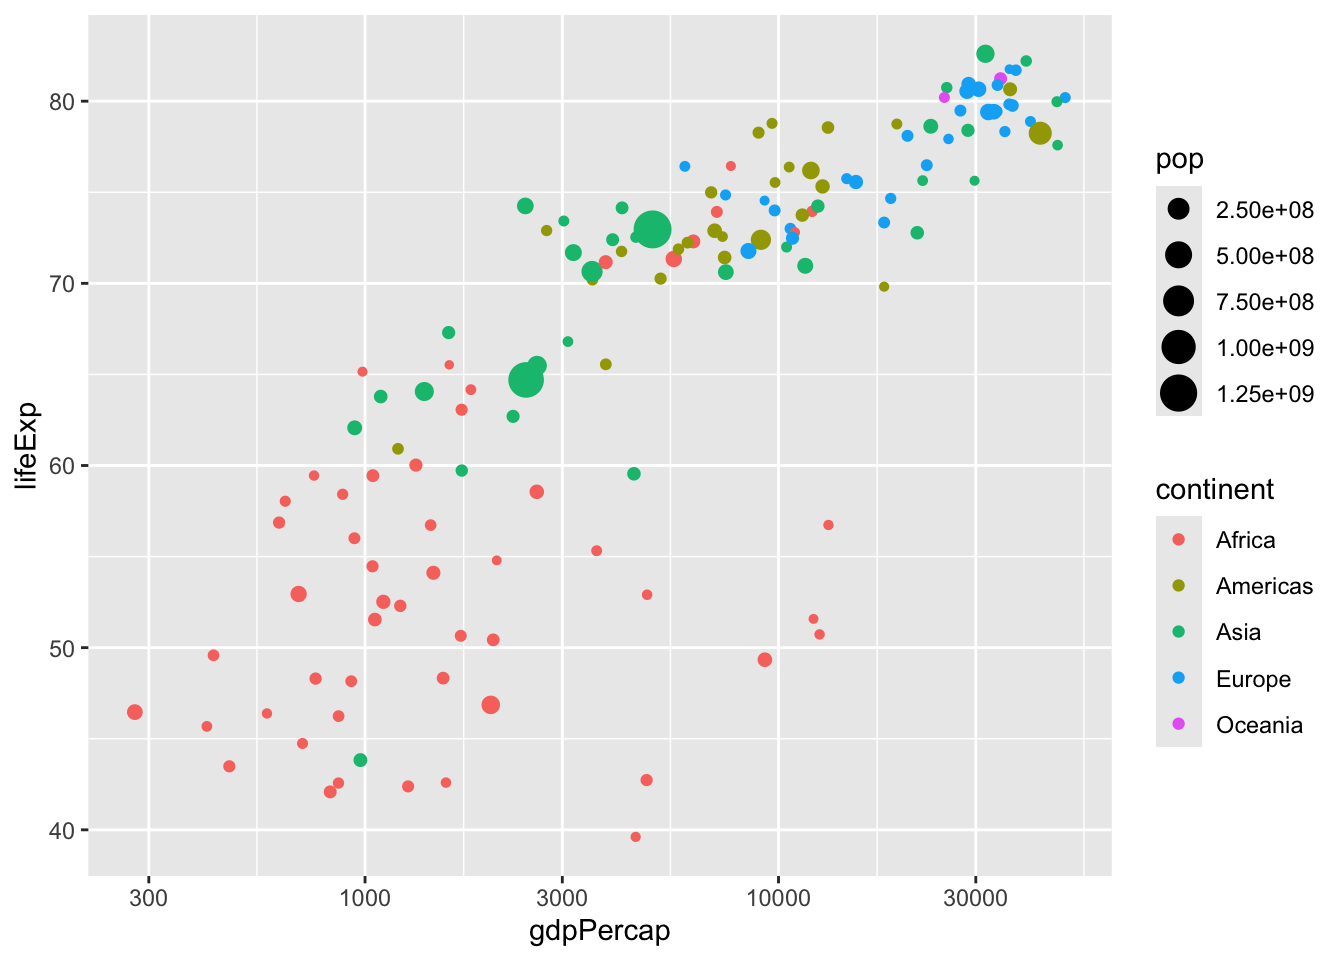 80
70
60
50
40
lifeExp
300 1000 3000 10000 30000
gdpPercap
pop
2.50e+08
5.00e+08
7.50e+08
1.00e+09
1.25e+09
continent
Africa
Americas
Asia
Europe
Oceania